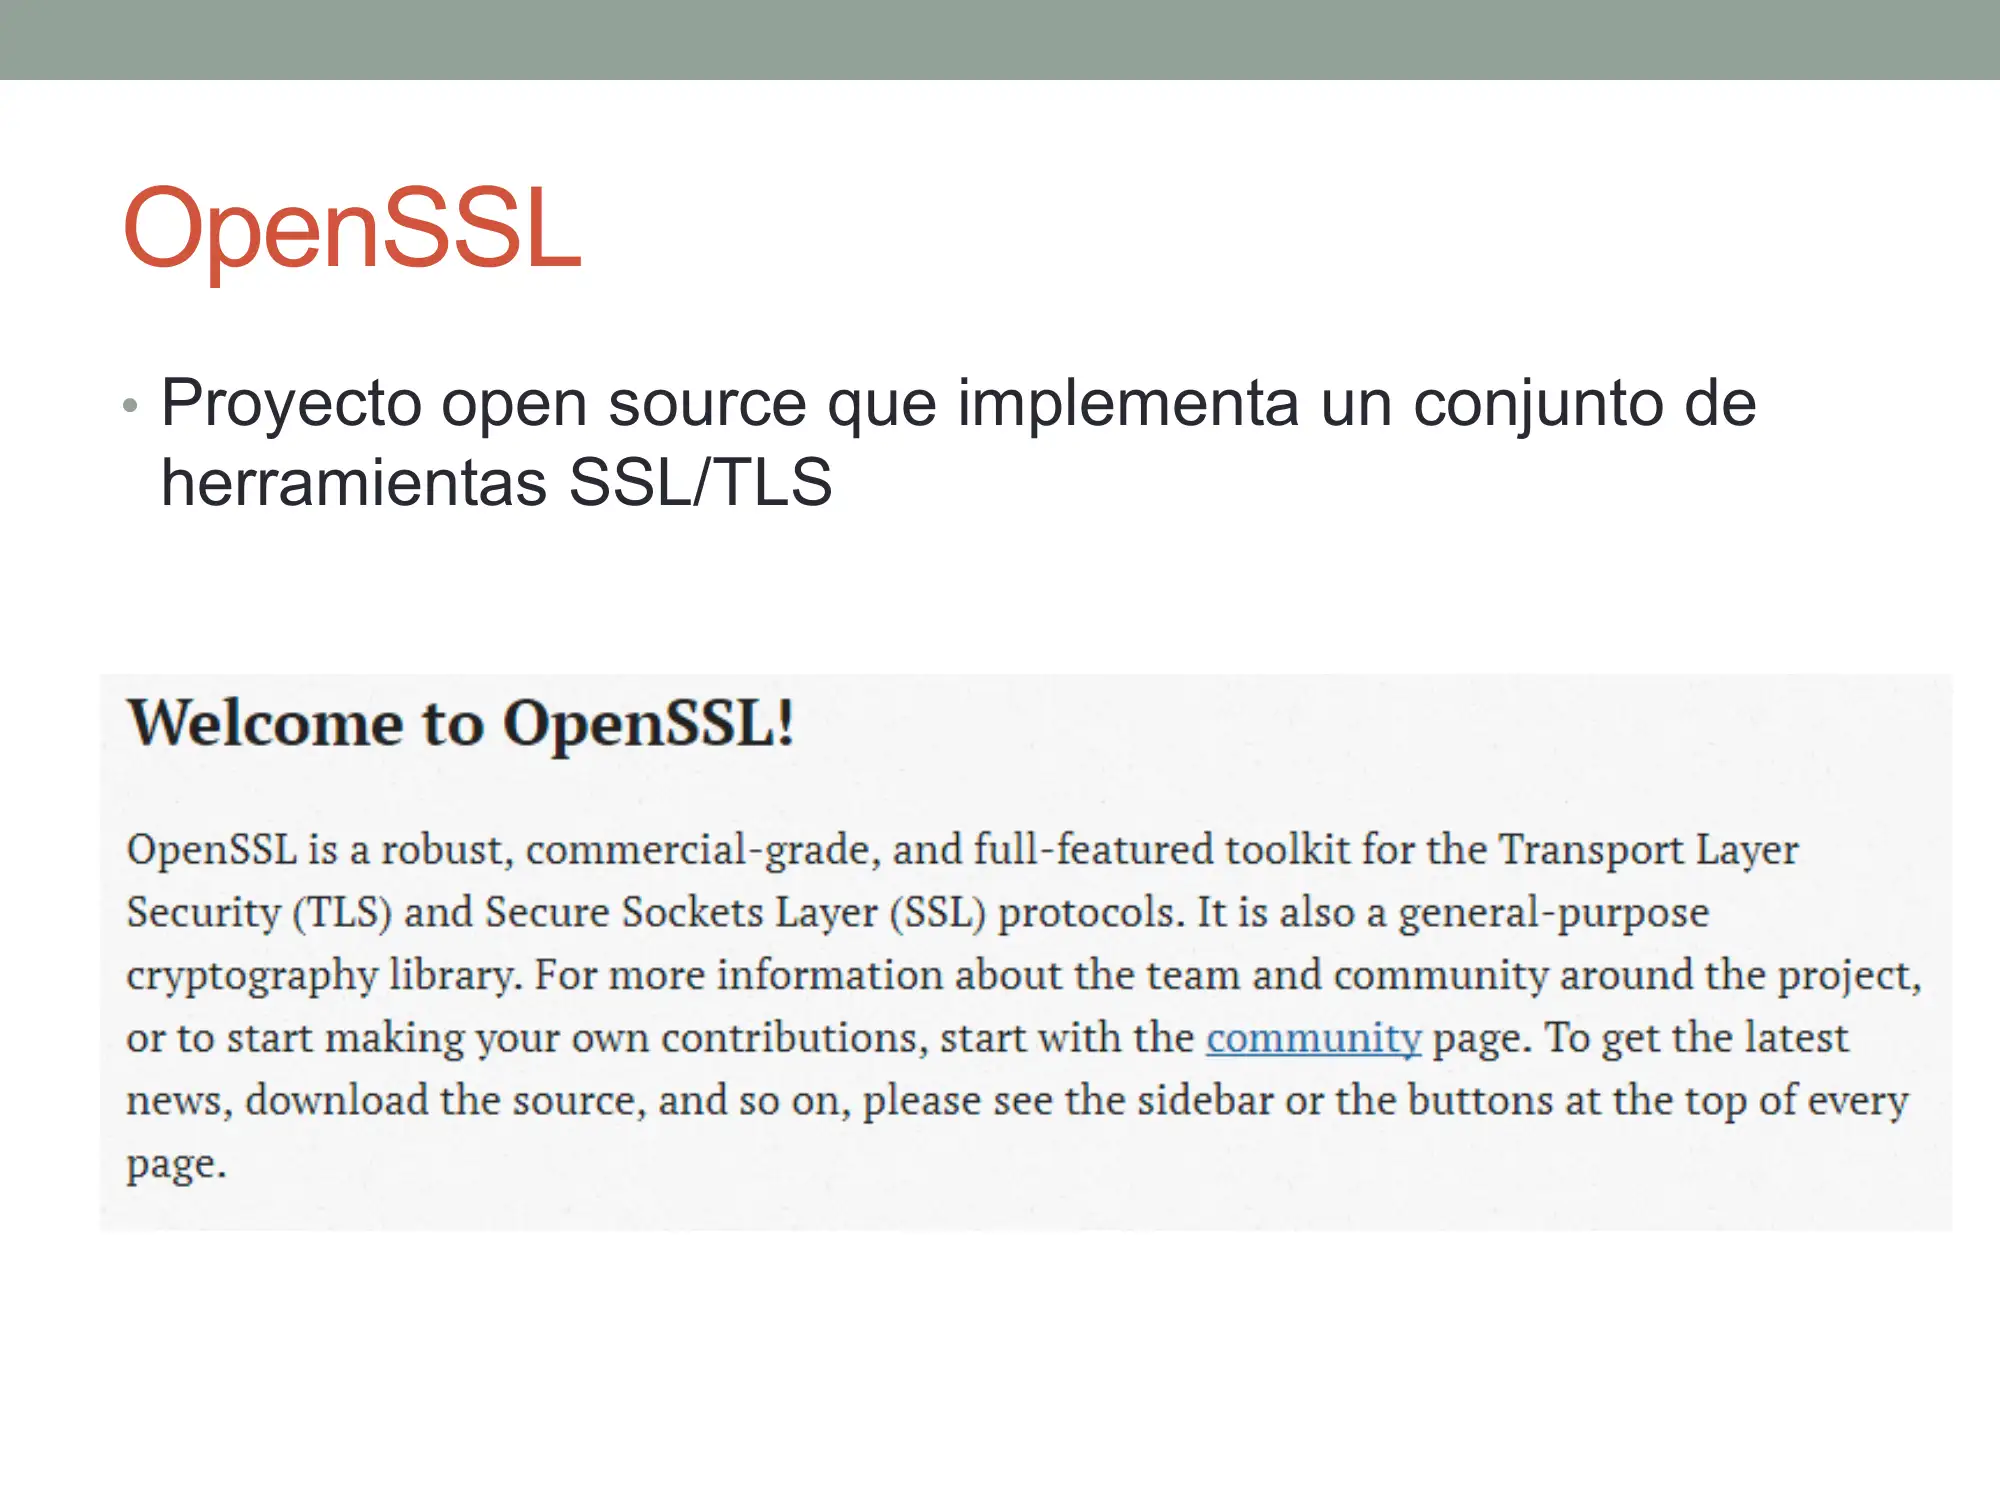 OpenSSL
• Proyecto open source que implementa un conjunto de
herramientas SSL/TLS
Welcome to OpenSSL!
OpenSSL is a robust, commercial-grade, and full-featured toolkit for the Transport Layer
Security (TLS) and Secure Sockets Layer (SSL) protocols. It is also a general-purpose
cryptography library. For more information about the team and community around the project,
or to start making your own contributions, start with the community page. To get the latest
news, download the source, and so on, please see the sidebar or the buttons at the top of every
page.